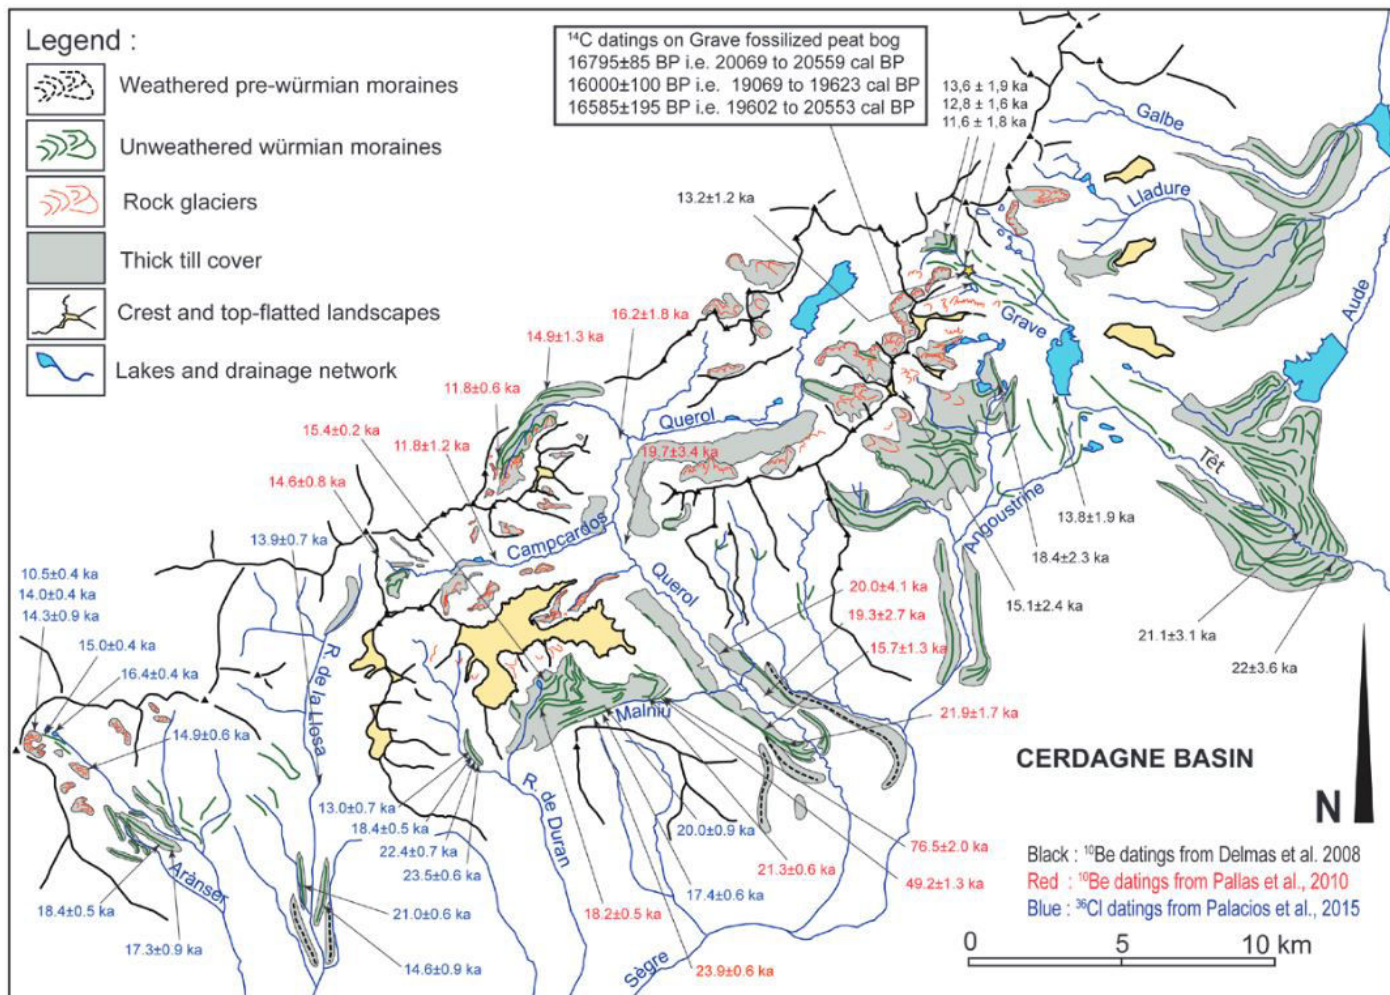 Legend :
Weathered pre-würmian moraines
Unweathered würmian moraines
Rock glaciers
Thick till cover
Crest and top-flatted landscapes
Lakes and drainage network
¹⁴C datings on Grave fossilized peat bog
16795±85 BP i.e. 20069 to 20559 cal BP
16000±100 BP i.e. 19069 to 19623 cal BP
16585±195 BP i.e. 19602 to 20553 cal BP
13,6 ± 1,9 ka
12,8 ± 1,6 ka
11,6 ± 1,8 ka
Galbe
Lladure
Aude
13.2±1.2 ka
Grave
16.2±1.8 ka
14.9±1.3 ka
11.8±0.6 ka
Querol
15.4±0.2 ka
11.8±1.2 ka
19.7±3.4 ka
14.6±0.8 ka
Têt
Angoustrine
13.8±1.9 ka
18.4±2.3 ka
15.1±2.4 ka
21.1±3.1 ka
22±3.6 ka
13.9±0.7 ka
Campcardos
Querol
20.0±4.1 ka
19.3±2.7 ka
15.7±1.3 ka
10.5±0.4 ka
14.0±0.4 ka
14.3±0.9 ka
15.0±0.4 ka
16.4±0.4 ka
R. de la Llosa
14.9±0.6 ka
Malniu
21.9±1.7 ka
CERDAGNE BASIN
N
R. de Duran
13.0±0.7 ka
18.4±0.5 ka
22.4±0.7 ka
23.5±0.6 ka
20.0±0.9 ka
76.5±2.0 ka
21.3±0.6 ka
49.2±1.3 ka
17.4±0.6 ka
18.2±0.5 ka
23.9±0.6 ka
Arànser
18.4±0.5 ka
17.3±0.9 ka
21.0±0.6 ka
14.6±0.9 ka
Sègre
Black : ¹⁰Be datings from Delmas et al. 2008
Red : ¹⁰Be datings from Pallas et al., 2010
Blue : ³⁶Cl datings from Palacios et al., 2015
0 5 10 km